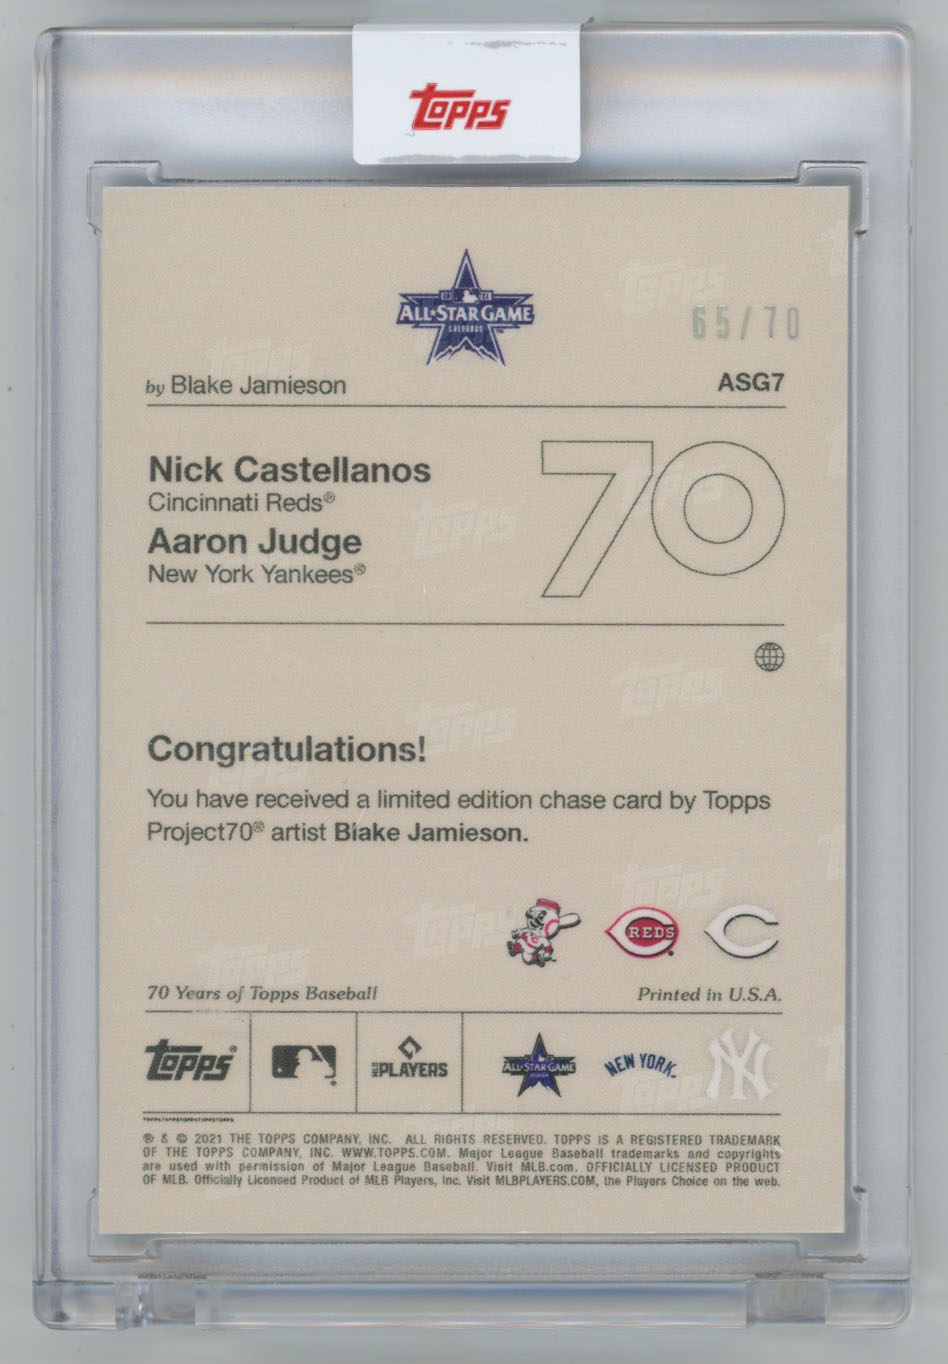 TOPPS
ALL★STAR GAME
COLORADO
65/70
by Blake Jamieson
ASG7
Nick Castellanos
Cincinnati Reds®
Aaron Judge
New York Yankees®
70
Congratulations!
You have received a limited edition chase card by Topps
Project70® artist Blake Jamieson.
REDS
70 Years of Topps Baseball
Printed in U.S.A.
TOPPS®
MLB PLAYERS
ALL★STAR GAME
NEW YORK
NY
® & © 2021 THE TOPPS COMPANY, INC. ALL RIGHTS RESERVED. TOPPS IS A REGISTERED TRADEMARK
OF THE TOPPS COMPANY, INC. WWW.TOPPS.COM. Major League Baseball trademarks and copyrights
are used with permission of Major League Baseball. Visit MLB.com. OFFICIALLY LICENSED PRODUCT
OF MLB. Officially Licensed Product of MLB Players, Inc. Visit MLBPLAYERS.COM, the Players Choice on the web.